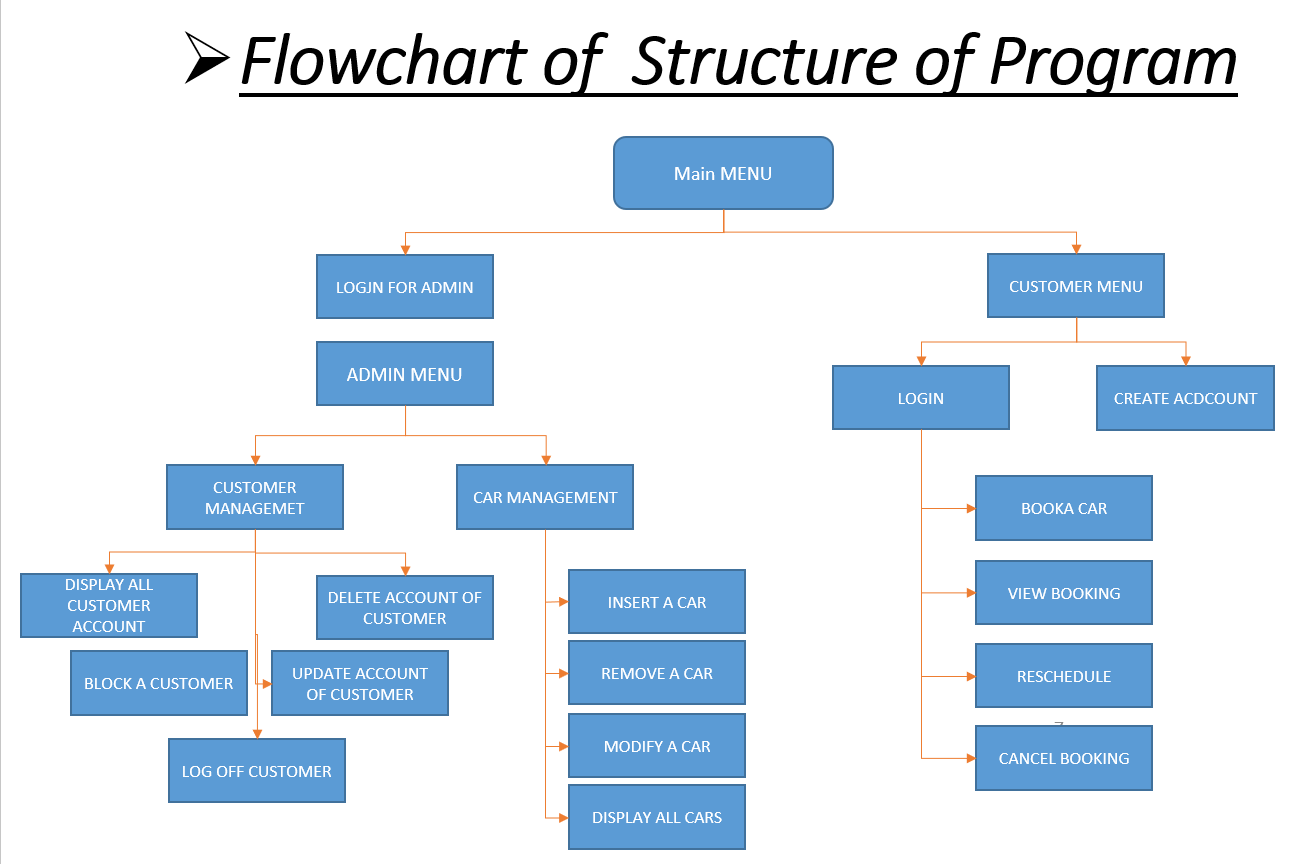 Flowchart of Structure of Program
Main MENU
LOGJN FOR ADMIN
CUSTOMER MENU
ADMIN MENU
LOGIN
CREATE ACDCOUNT
CUSTOMER
MANAGEMET
CAR MANAGEMENT
BOOKA CAR
VIEW BOOKING
RESCHEDULE
CANCEL BOOKING
DISPLAY ALL
CUSTOMER
ACCOUNT
DELETE ACCOUNT OF
CUSTOMER
BLOCK A CUSTOMER
UPDATE ACCOUNT
OF CUSTOMER
LOG OFF CUSTOMER
INSERT A CAR
REMOVE A CAR
MODIFY A CAR
DISPLAY ALL CARS